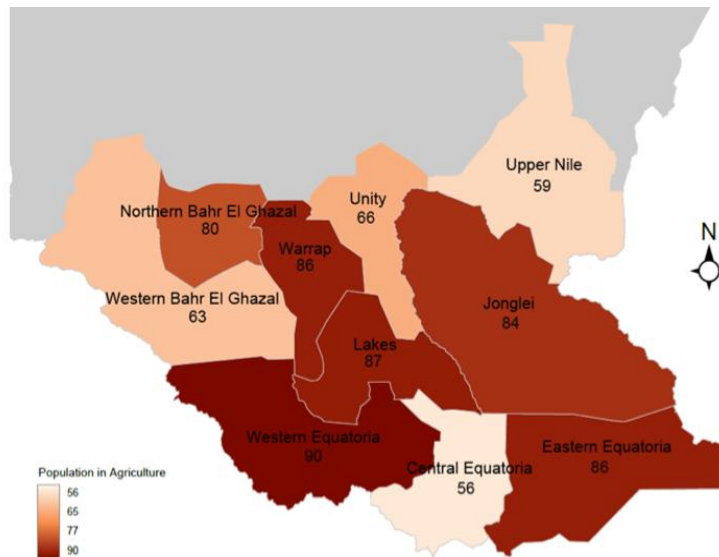 Upper Nile
59
Unity
66
Northern Bahr El Ghazal
80
Warrap
86
Western Bahr El Ghazal
63
Jonglei
84
Lakes
87
N
Western Equatoria
90
Central Equatoria
56
Eastern Equatoria
86
Population in Agriculture
56
65
77
90